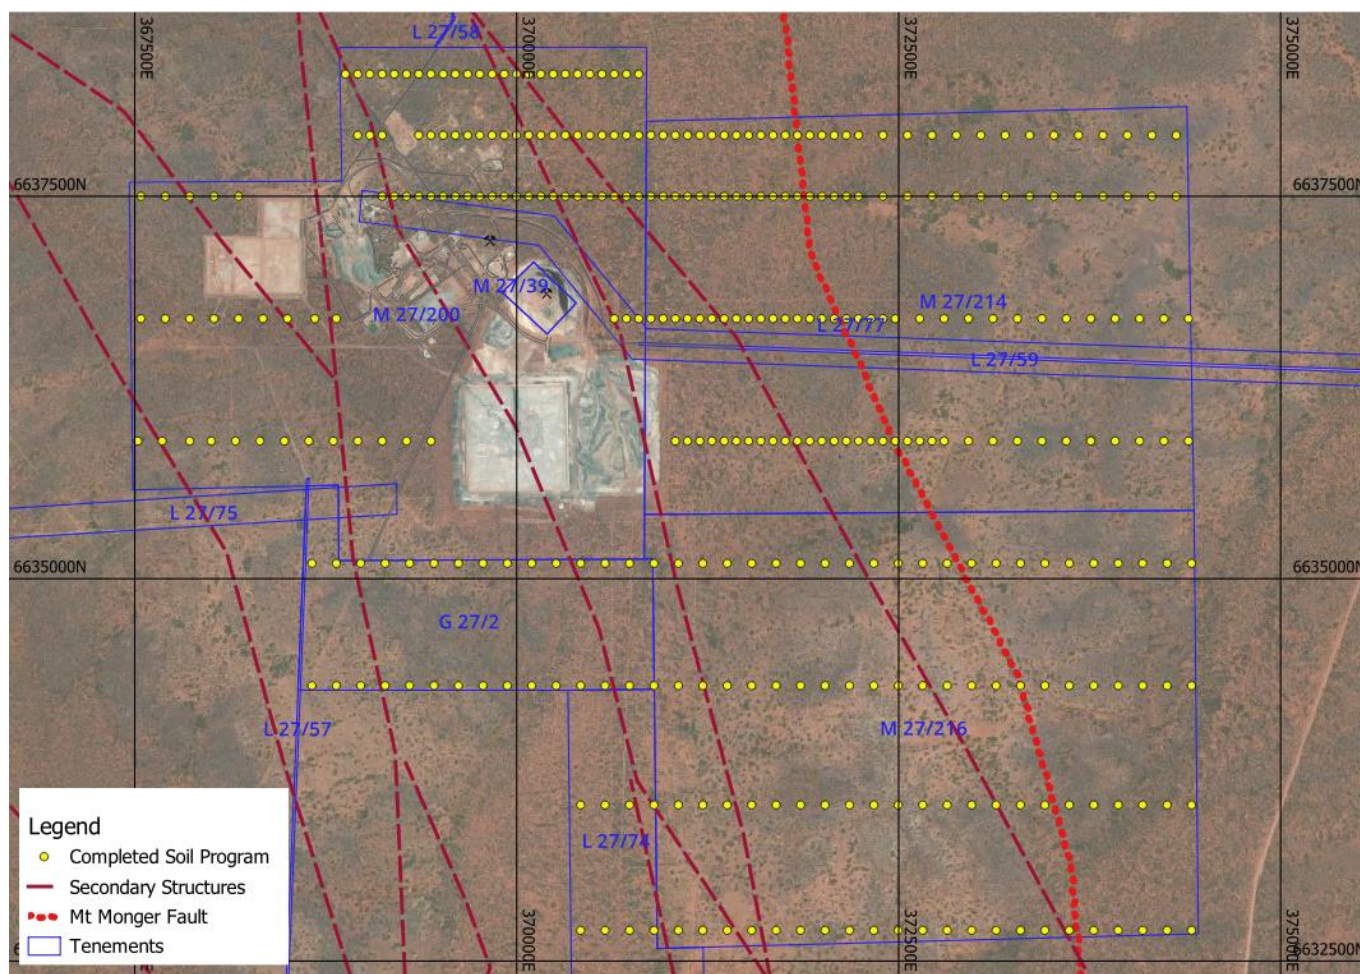 367500E
370000E
372500E
375000E
L 27/58
6637500N
6637500N
M 27/39
M 27/200
M 27/214
L 27/77
L 27/59
L 27/75
6635000N
6635000N
G 27/2
L 27/57
M 27/216
L 27/74
Legend
Completed Soil Program
Secondary Structures
Mt Monger Fault
Tenements
370000E
372500E
375000E
6632500N